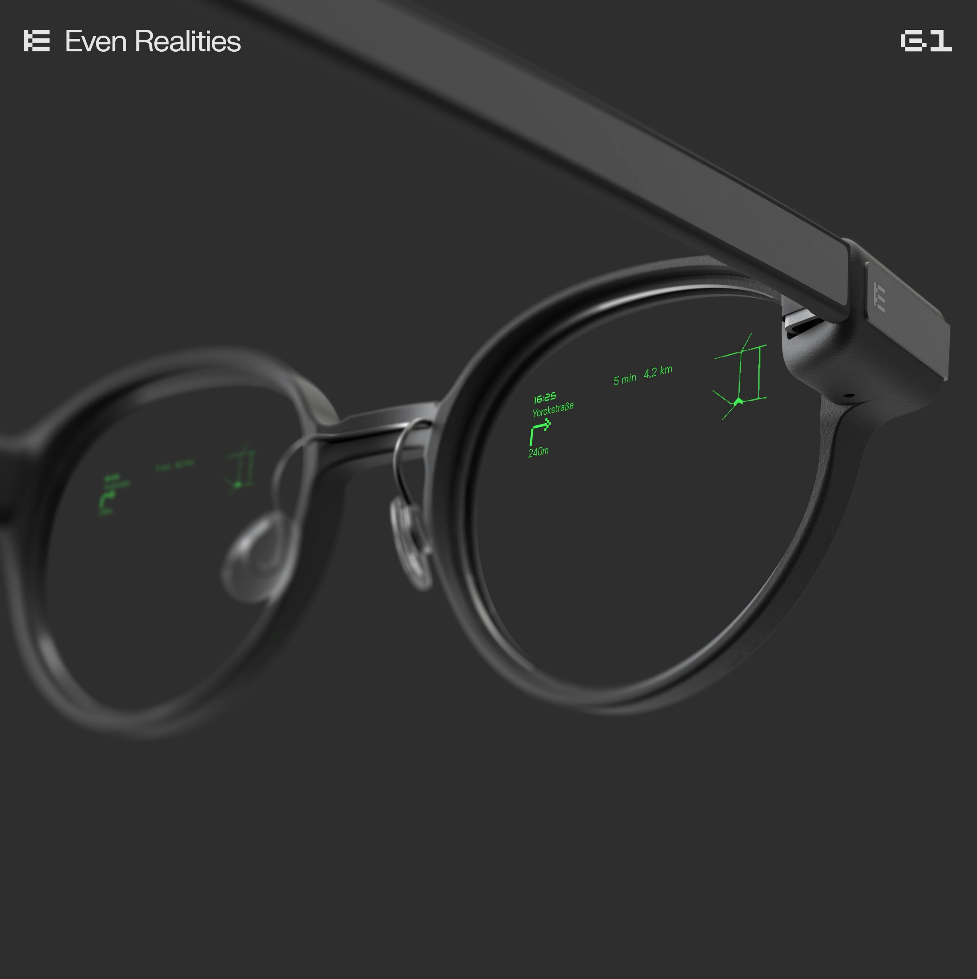 Even Realities
G1
16:25
Yorckstraße
240m
5 min 4.2 km